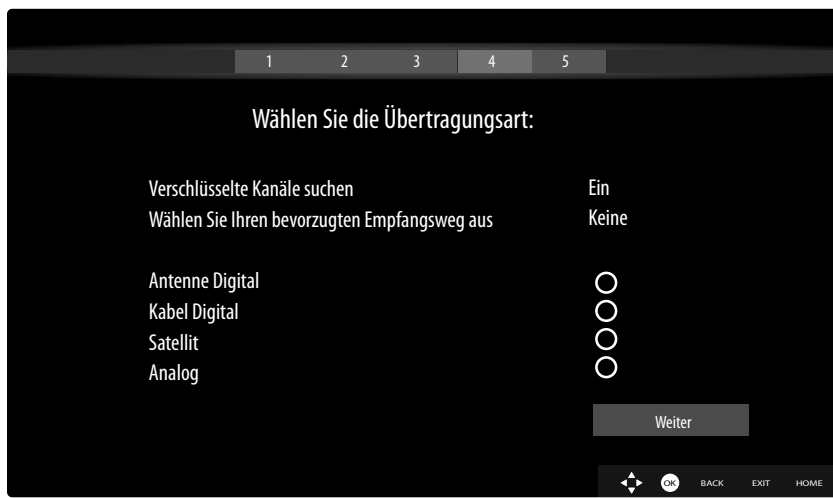 1 2 3 4 5
Wählen Sie die Übertragungsart:
Verschlüsselte Kanäle suchen Ein
Wählen Sie Ihren bevorzugten Empfangsweg aus Keine
Antenne Digital
Kabel Digital
Satellit
Analog
Weiter
OK BACK EXIT HOME